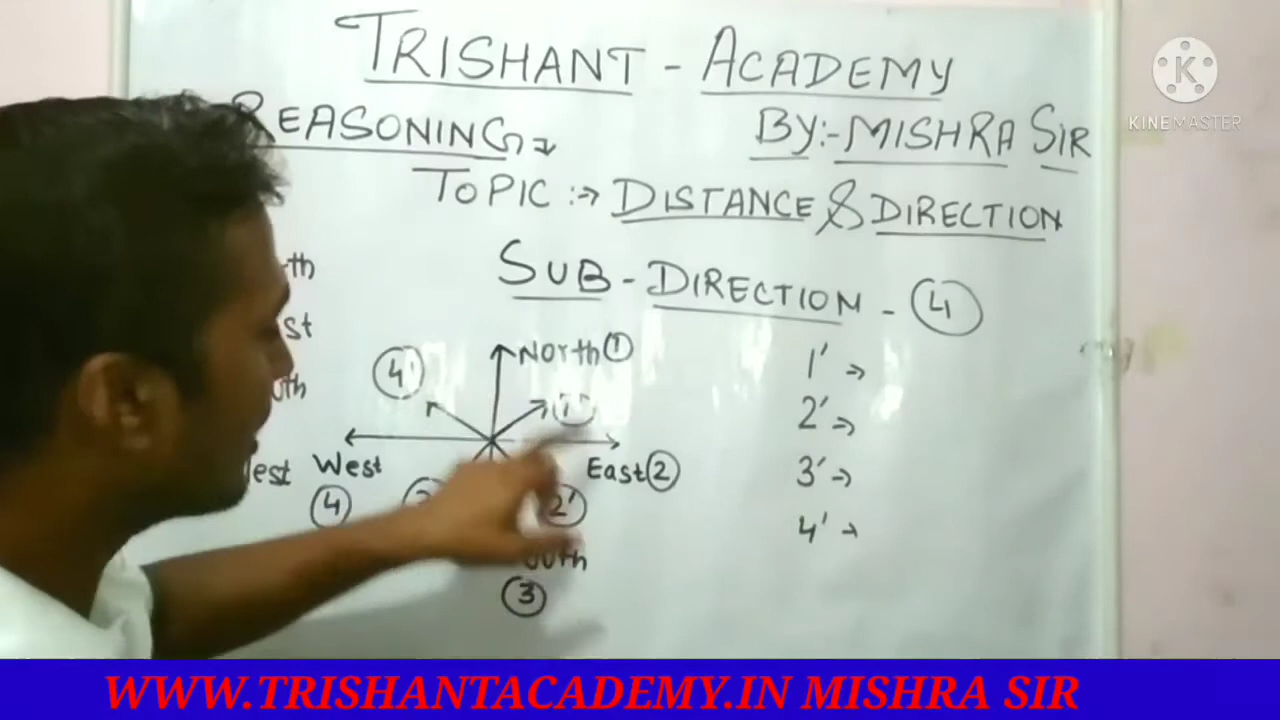 TRISHANT - ACADEMY
K
KINEMASTER
REASONING
BY:- MISHRA SIR
TOPIC :→ DISTANCE & DIRECTION
SUB - DIRECTION - 4
North 1
4'
1'
West
East 2
4
2'
3
1' →
2' →
3' →
4' →
WWW.TRISHANTACADEMY.IN MISHRA SIR